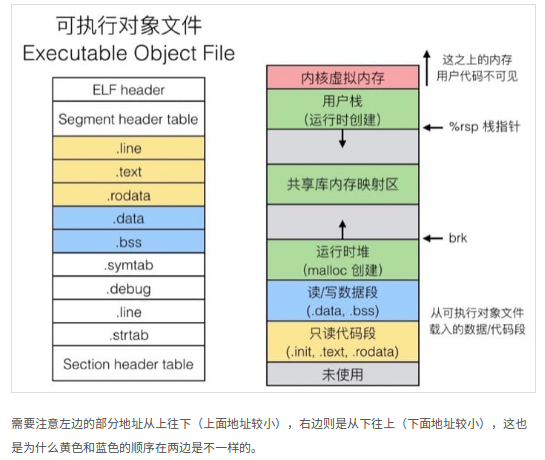 可执行对象文件
Executable Object File
ELF header
Segment header table
.line
.text
.rodata
.data
.bss
.symtab
.debug
.line
.strtab
Section header table
内核虚拟内存
用户栈
(运行时创建)
共享库内存映射区
运行时堆
(malloc 创建)
读/写数据段
(.data, .bss)
只读代码段
(.init, .text, .rodata)
未使用
这之上的内存
用户代码不可见
%rsp 栈指针
brk
从可执行对象文件
载入的数据/代码段
需要注意左边的部分地址从上往下（上面地址较小），右边则是从下往上（下面地址较小），这也
是为什么黄色和蓝色的顺序在两边是不一样的。